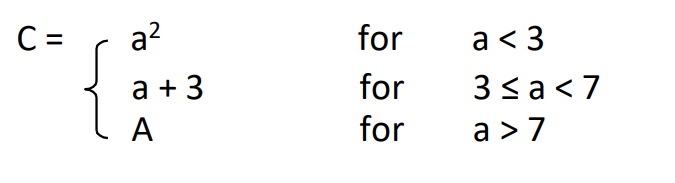 C = { a² for a < 3
a + 3 for 3 ≤ a < 7
A for a > 7